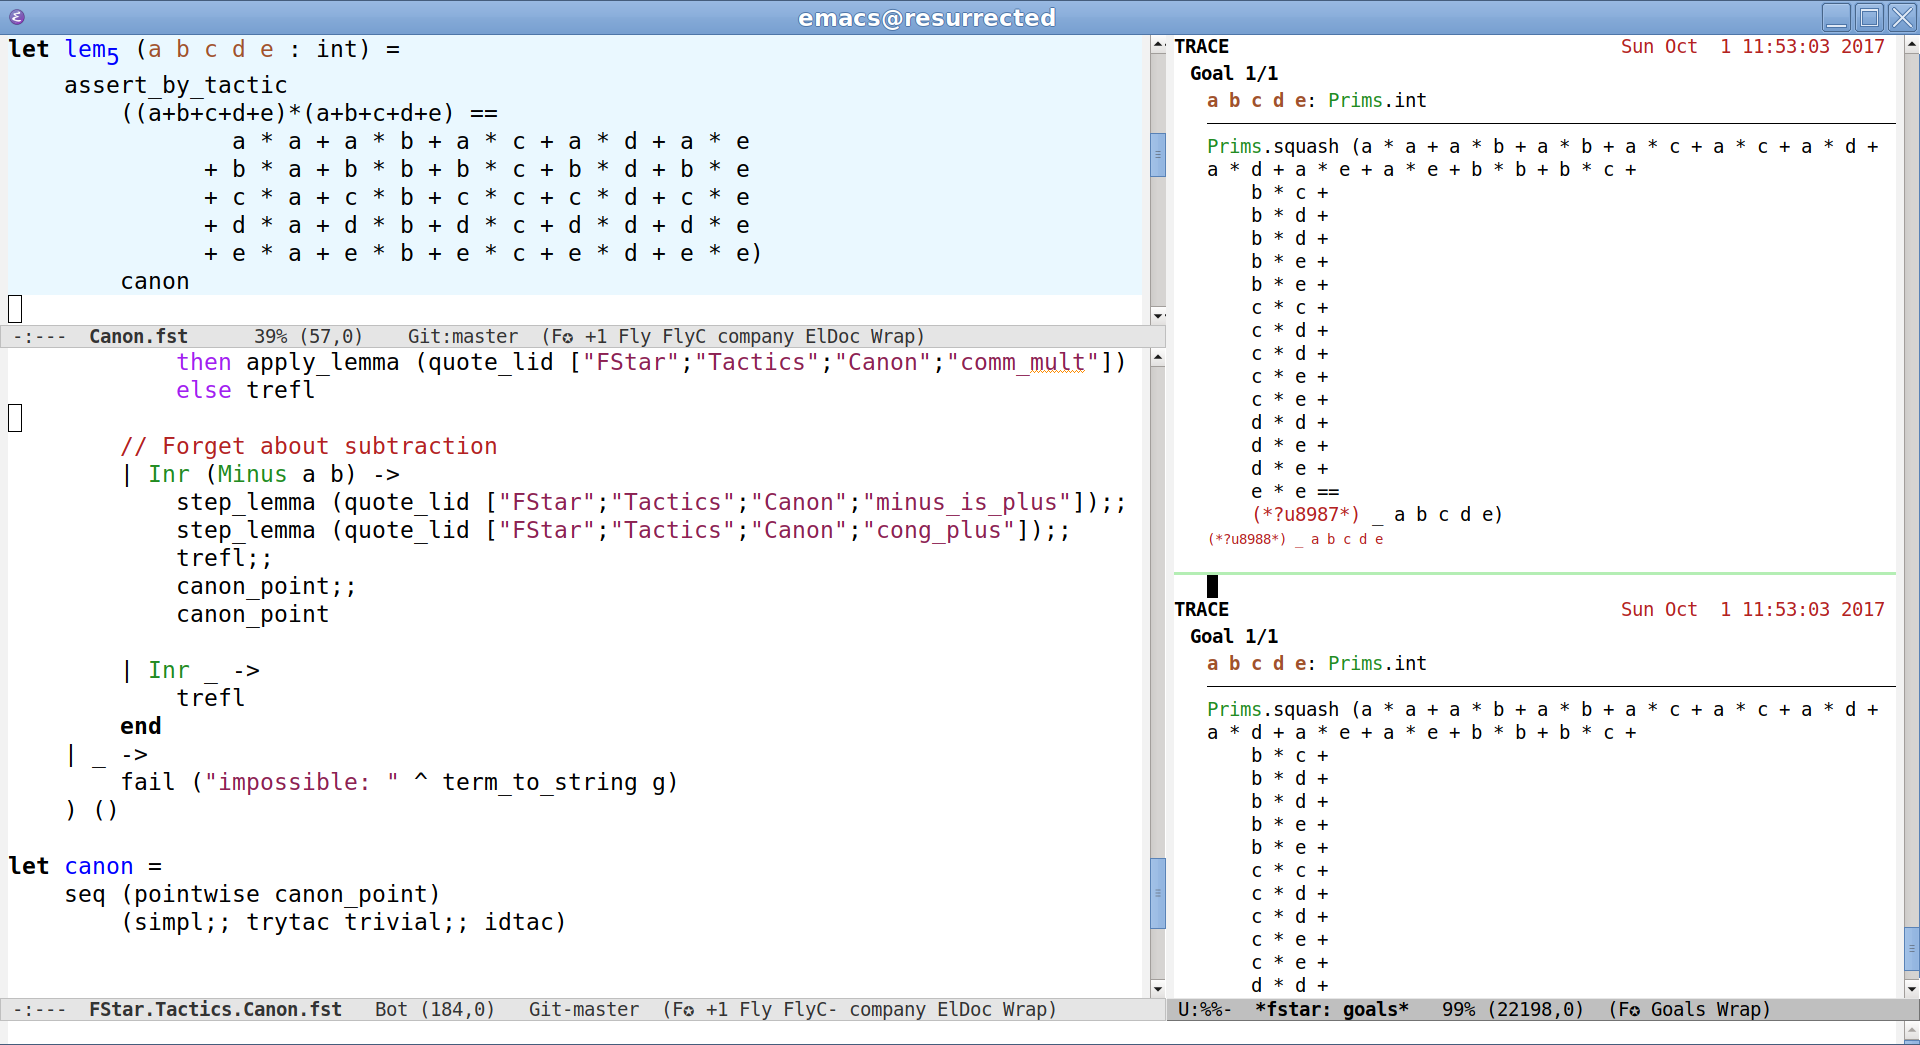 emacs@resurrected
let lem5 (a b c d e : int) =
    assert_by_tactic
        ((a+b+c+d+e)*(a+b+c+d+e) ==
                a * a + a * b + a * c + a * d + a * e
              + b * a + b * b + b * c + b * d + b * e
              + c * a + c * b + c * c + c * d + c * e
              + d * a + d * b + d * c + d * d + d * e
              + e * a + e * b + e * c + e * d + e * e)
        canon
-:---  Canon.fst      39% (57,0)    Git:master  (F✪ +1 Fly FlyC company ElDoc Wrap)
            then apply_lemma (quote_lid ["FStar";"Tactics";"Canon";"comm_mult"])
            else trefl
        // Forget about subtraction
        | Inr (Minus a b) ->
            step_lemma (quote_lid ["FStar";"Tactics";"Canon";"minus_is_plus"]);;
            step_lemma (quote_lid ["FStar";"Tactics";"Canon";"cong_plus"]);;
            trefl;;
            canon_point;;
            canon_point
        | Inr _ ->
            trefl
        end
    | _ ->
        fail ("impossible: " ^ term_to_string g)
    ) ()
let canon =
    seq (pointwise canon_point)
        (simpl;; trytac trivial;; idtac)
-:---  FStar.Tactics.Canon.fst   Bot (184,0)   Git-master  (F✪ +1 Fly FlyC- company ElDoc Wrap)
TRACE                                    Sun Oct  1 11:53:03 2017
Goal 1/1
a b c d e: Prims.int
Prims.squash (a * a + a * b + a * b + a * c + a * c + a * d +
a * d + a * e + a * e + b * b + b * c +
    b * c +
    b * d +
    b * d +
    b * e +
    b * e +
    c * c +
    c * d +
    c * d +
    c * e +
    c * e +
    d * d +
    d * e +
    d * e +
    e * e ==
    (*?u8987*) _ a b c d e)
(*?u8988*) _ a b c d e
TRACE                                    Sun Oct  1 11:53:03 2017
Goal 1/1
a b c d e: Prims.int
Prims.squash (a * a + a * b + a * b + a * c + a * c + a * d +
a * d + a * e + a * e + b * b + b * c +
    b * c +
    b * d +
    b * d +
    b * e +
    b * e +
    c * c +
    c * d +
    c * d +
    c * e +
    c * e +
    d * d +
U:%%-  *fstar: goals*   99% (22198,0)  (F✪ Goals Wrap)